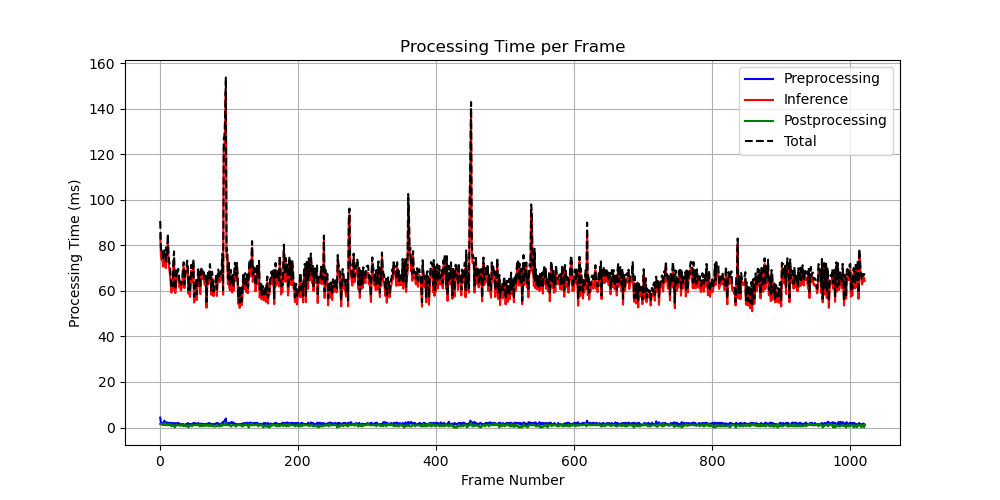 Processing Time per Frame
Processing Time (ms)
160
140
120
100
80
60
40
20
0
Preprocessing
Inference
Postprocessing
Total
0 200 400 600 800 1000
Frame Number